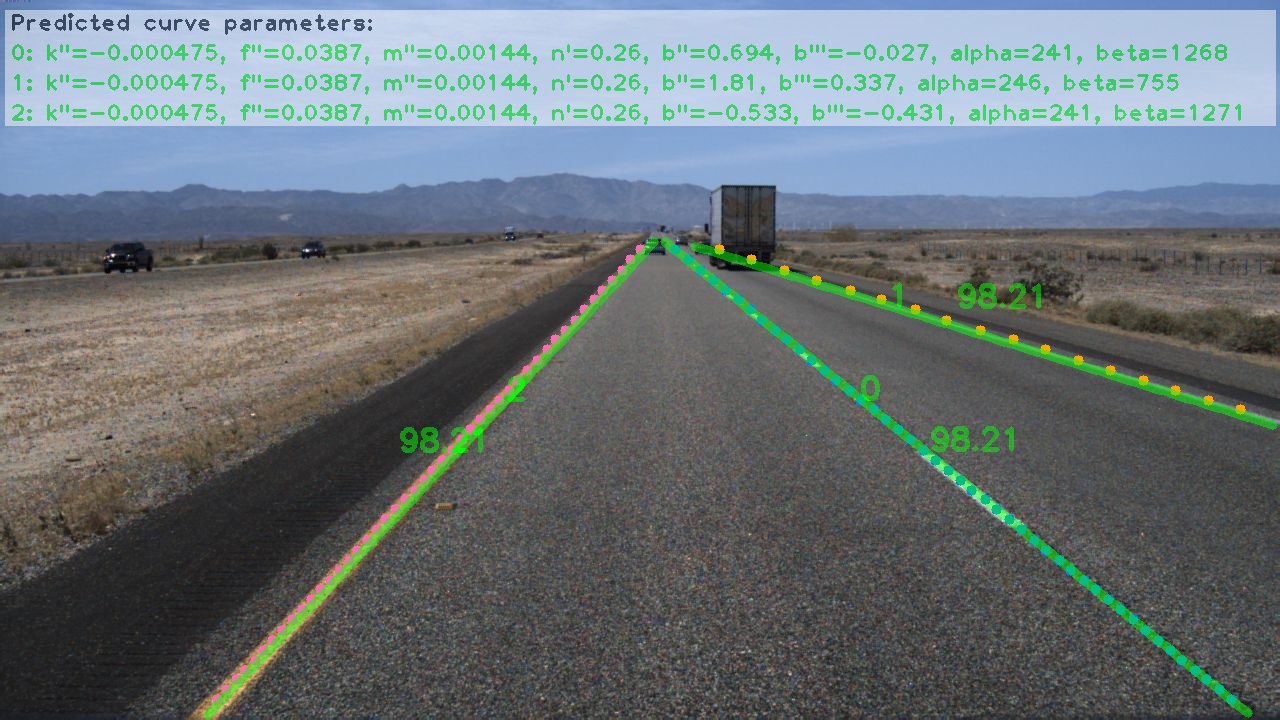 Predicted curve parameters:
0: k''=-0.000475, f''=0.0387, m''=0.00144, n'=0.26, b''=0.694, b'''=-0.027, alpha=241, beta=1268
1: k''=-0.000475, f''=0.0387, m''=0.00144, n'=0.26, b''=1.81, b'''=0.337, alpha=246, beta=755
2: k''=-0.000475, f''=0.0387, m''=0.00144, n'=0.26, b''=-0.533, b'''=-0.431, alpha=241, beta=1271
1 98.21
2 0
98.21 98.21